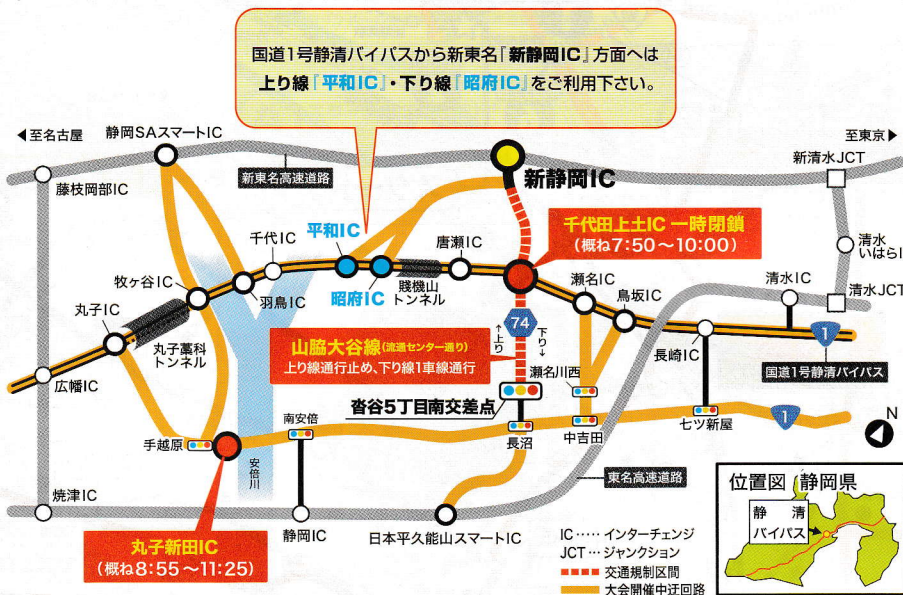 国道1号静清バイパスから新東名『新静岡IC』方面へは
上り線『平和IC』・下り線『昭府IC』をご利用下さい。
◀至名古屋
静岡SAスマートIC
至東京▶
新東名高速道路
新静岡IC
新清水JCT
藤枝岡部IC
千代田上土IC 一時閉鎖
(概ね7:50〜10:00)
平和IC
千代IC
唐瀬IC
清水
いはらI
牧ヶ谷IC
羽鳥IC
昭府IC
賤機山
トンネル
瀬名IC
鳥坂IC
清水IC
清水JCT
丸子IC
丸子藁科
トンネル
74
←上り
下り↓
山脇大谷線(流通センター通り)
上り線通行止め、下り線1車線通行
長崎IC
1
国道1号静清バイパス
広幡IC
瀬名川西
沓谷5丁目南交差点
手越原
南安倍
安倍川
長沼
中吉田
七ツ新屋
1
N
東名高速道路
焼津IC
静岡IC
日本平久能山スマートIC
丸子新田IC
(概ね8:55〜11:25)
IC‥‥‥インターチェンジ
JCT‥‥ジャンクション
交通規制区間
大会開催中迂回路
位置図 静岡県
静清
バイパス